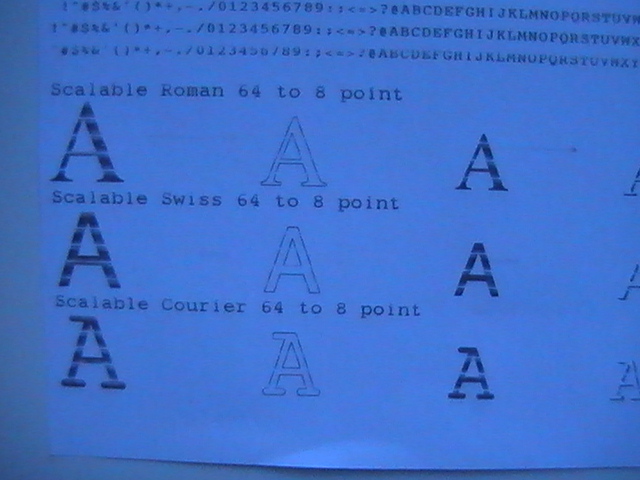 !"#$%&'()*+,-./0123456789:;<=>?@ABCDEFGHIJKLMNOPQRSTUVW
!"#$%&'()*+,-./0123456789:;<=>?@ABCDEFGHIJKLMNOPQRSTUVWX
"#$%&'()*+,-./0123456789:;<=>?@ABCDEFGHIJKLMNOPQRSTUVWXY
Scalable Roman 64 to 8 point
A A A
Scalable Swiss 64 to 8 point
A A A
Scalable Courier 64 to 8 point
A A A A